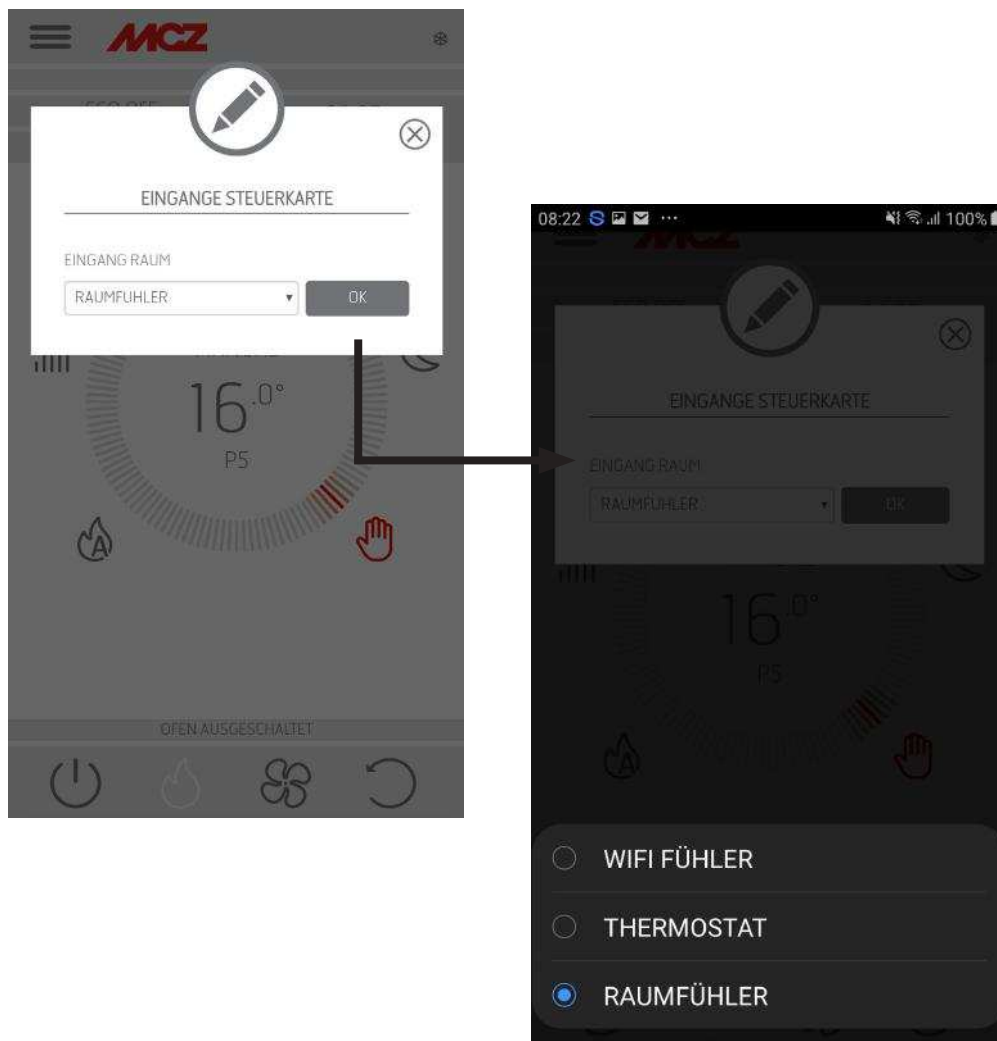 MCZ
EINGANGE STEUERKARTE
EINGANG RAUM
RAUMFUHLER
OK
16.0°
P5
A
OFEN AUSGESCHALTET
08:22 S ... 100%
MCZ
EINGANGE STEUERKARTE
EINGANG RAUM
RAUMFUHLER
OK
16.0°
P5
A
WIFI FÜHLER
THERMOSTAT
RAUMFÜHLER